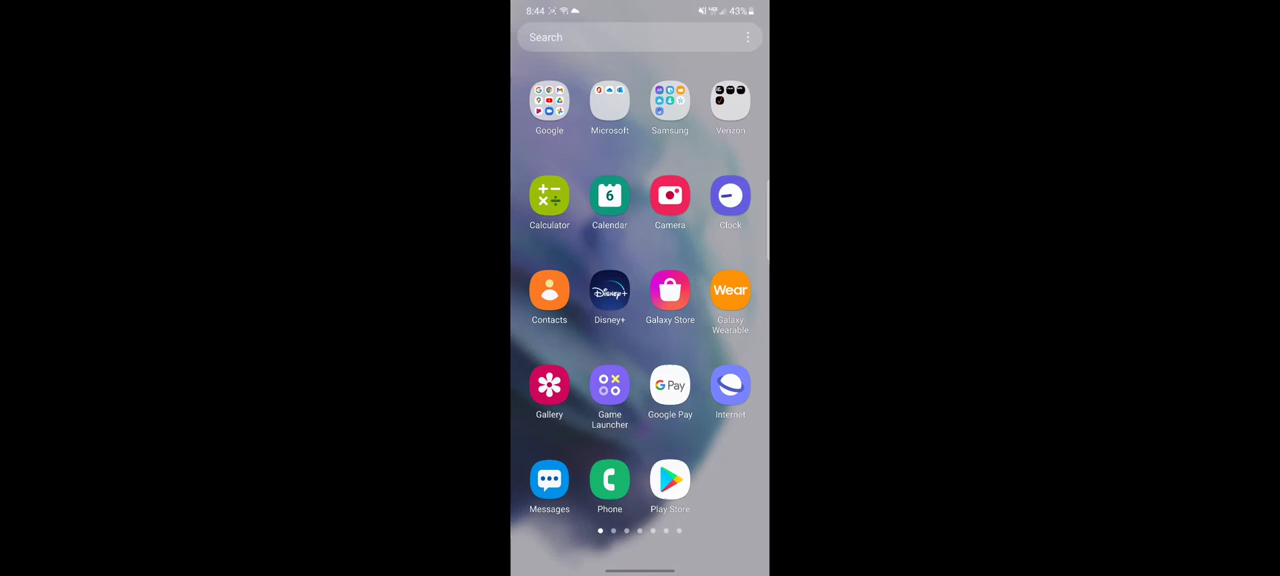 8:44 43%
Search
Google Microsoft Samsung Verizon
Calculator 6 Calendar Camera Clock
Disney+ Wear
Contacts Disney+ Galaxy Store Galaxy
Wearable
G Pay
Gallery Game Google Pay Internet
Launcher
Messages Phone Play Store